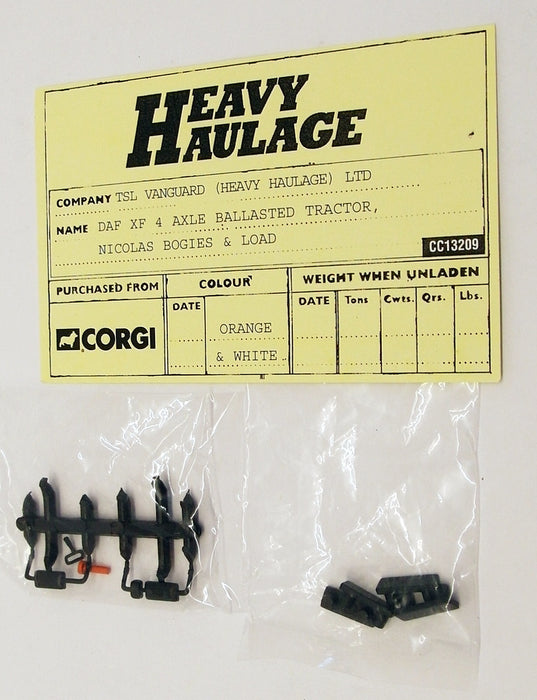 HEAVY
HAULAGE
COMPANY TSL VANGUARD (HEAVY HAULAGE) LTD
NAME DAF XF 4 AXLE BALLASTED TRACTOR,
NICOLAS BOGIES & LOAD
CC13209
PURCHASED FROM COLOUR WEIGHT WHEN UNLADEN
DATE DATE Tons Cwts. Qrs. Lbs.
CORGI ORANGE
& WHITE